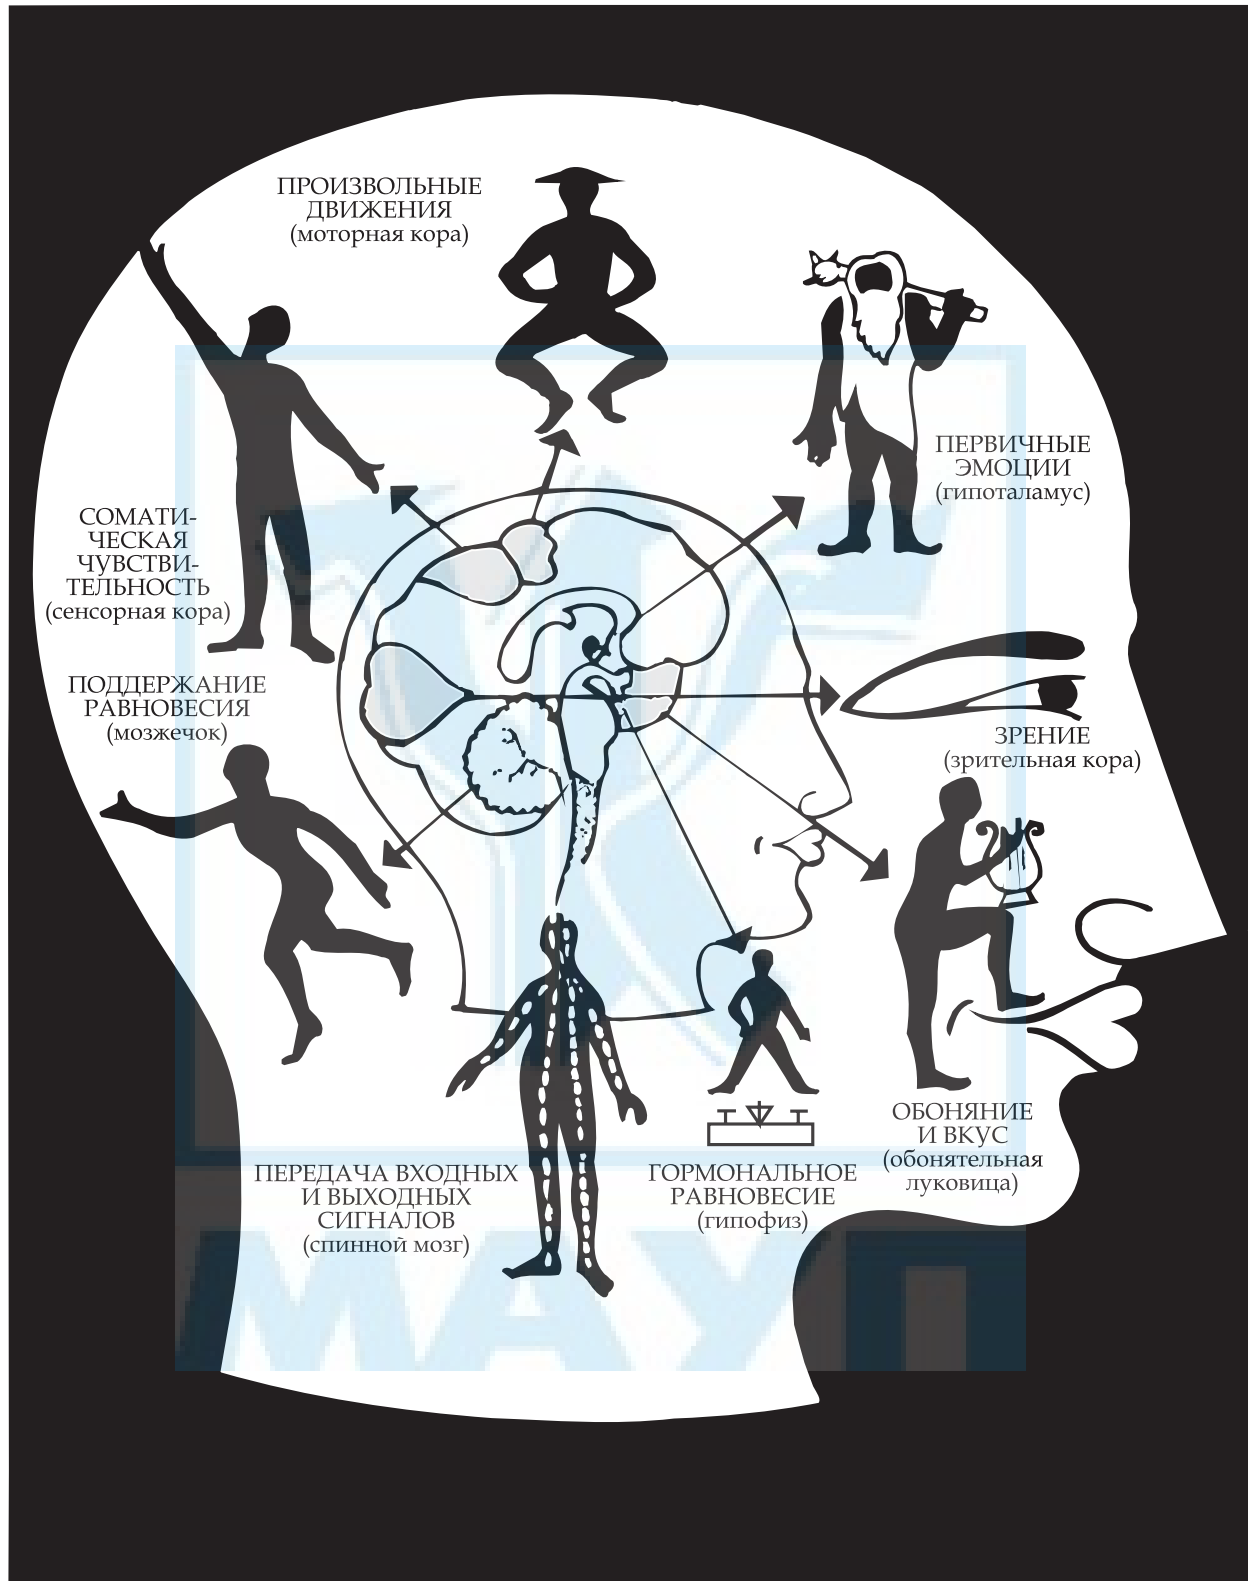 ПРОИЗВОЛЬНЫЕ
ДВИЖЕНИЯ
(моторная кора)
ПЕРВИЧНЫЕ
ЭМОЦИИ
(гипоталамус)
СОМАТИ-
ЧЕСКАЯ
ЧУВСТВИ-
ТЕЛЬНОСТЬ
(сенсорная кора)
ПОДДЕРЖАНИЕ
РАВНОВЕСИЯ
(мозжечок)
ЗРЕНИЕ
(зрительная кора)
ОБОНЯНИЕ
И ВКУС
(обонятельная
луковица)
ПЕРЕДАЧА ВХОДНЫХ
И ВЫХОДНЫХ
СИГНАЛОВ
(спинной мозг)
ГОРМОНАЛЬНОЕ
РАВНОВЕСИЕ
(гипофиз)
МАУП